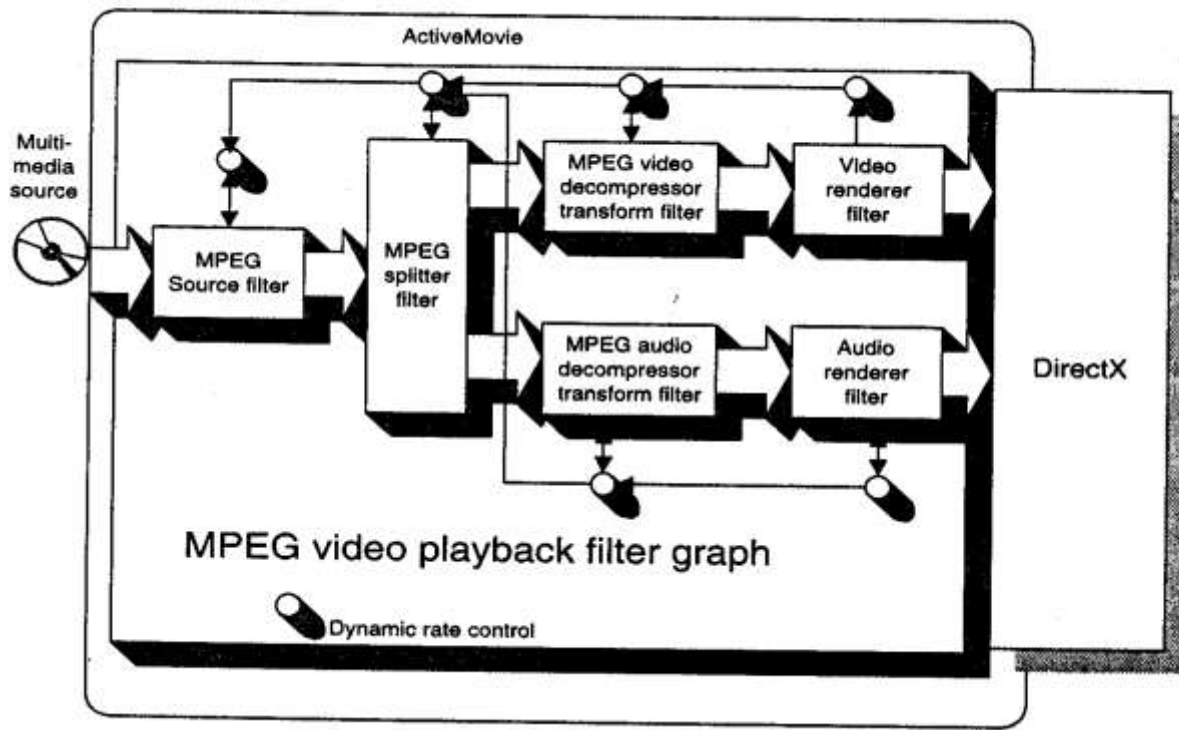 ActiveMovie
Multi-
media
source
MPEG
Source filter
MPEG
splitter
filter
MPEG video
decompressor
transform filter
Video
renderer
filter
MPEG audio
decompressor
transform filter
Audio
renderer
filter
DirectX
MPEG video playback filter graph
Dynamic rate control